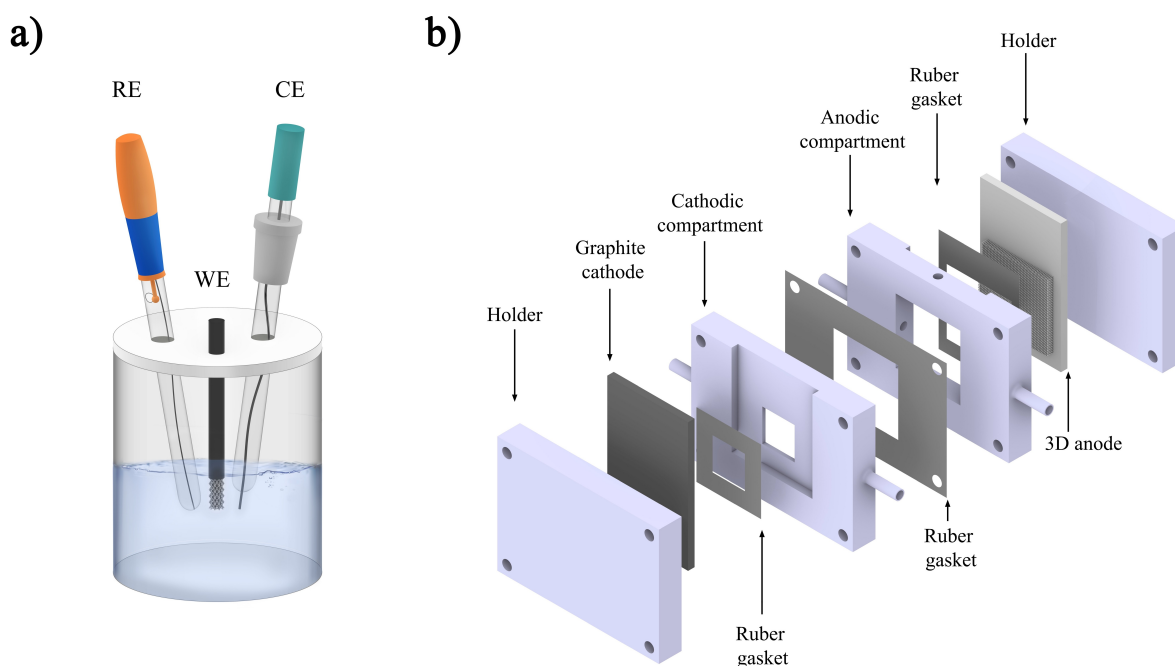 a)
RE
CE
WE
b)
Holder
Ruber
gasket
Anodic
compartment
Cathodic
compartment
Graphite
cathode
Holder
3D anode
Ruber
gasket
Ruber
gasket